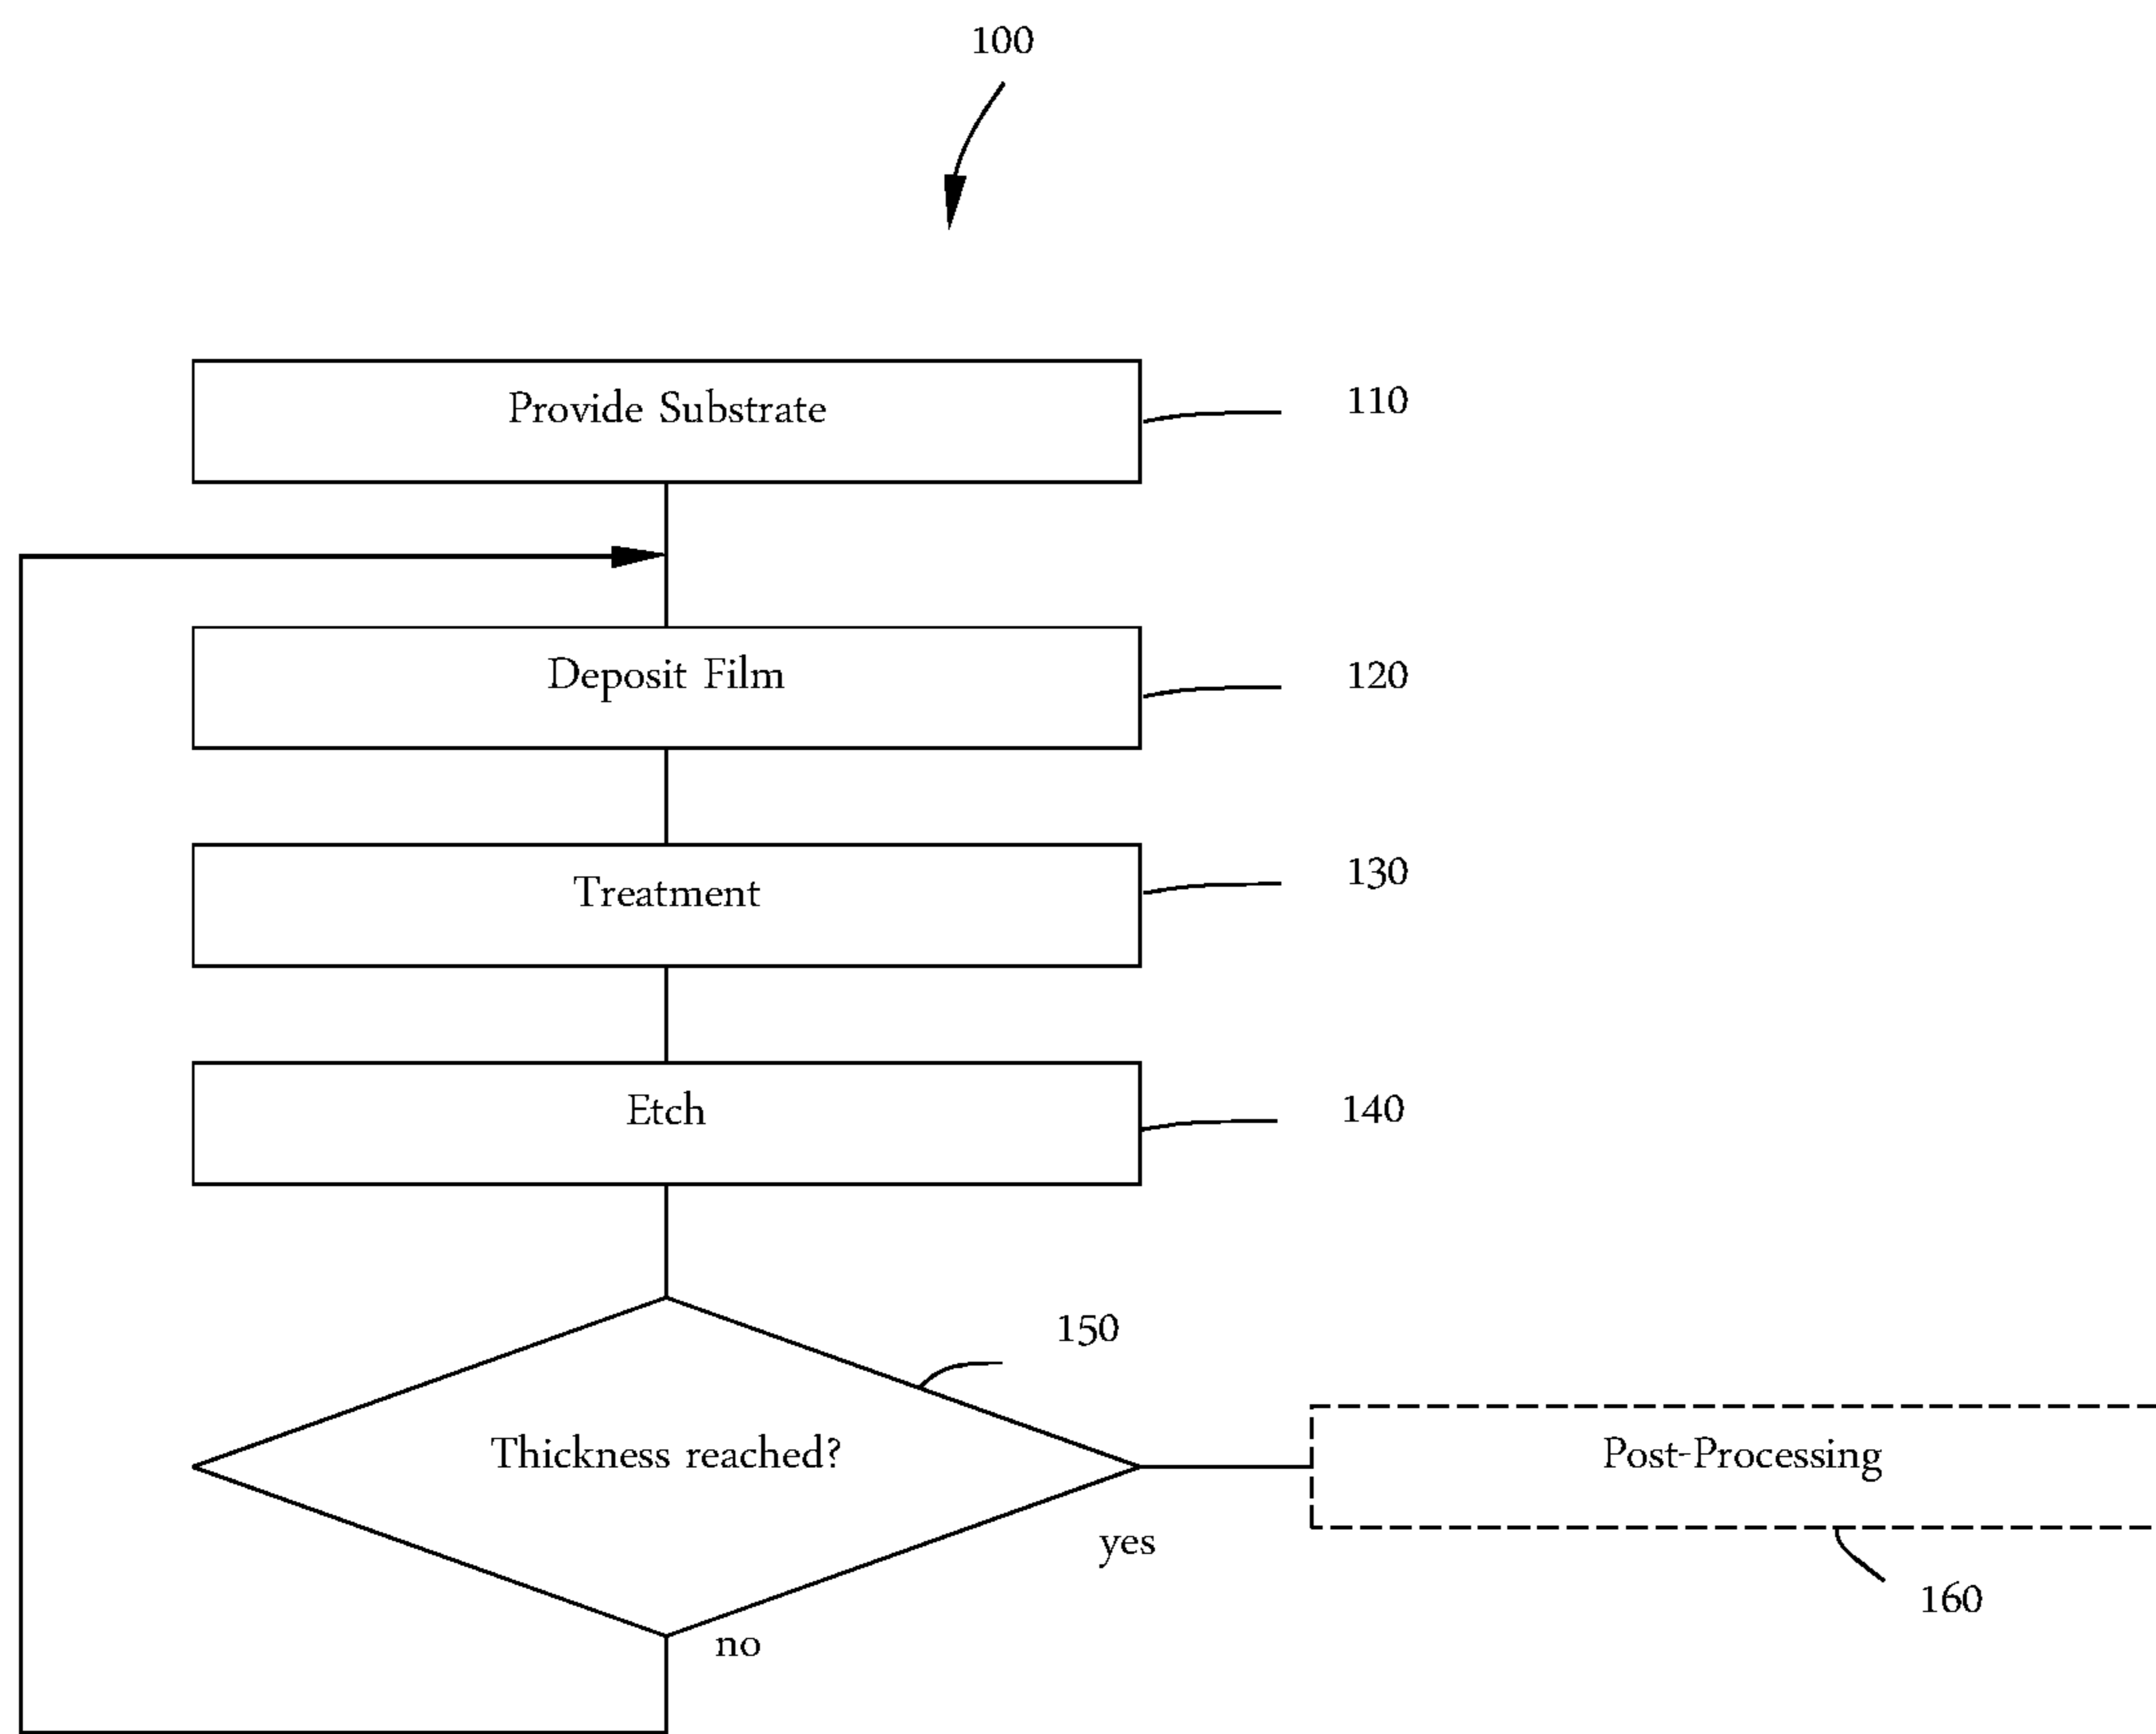 100
Provide Substrate
110
Deposit Film
120
Treatment
130
Etch
140
150
Thickness reached?
Post-Processing
yes
160
no